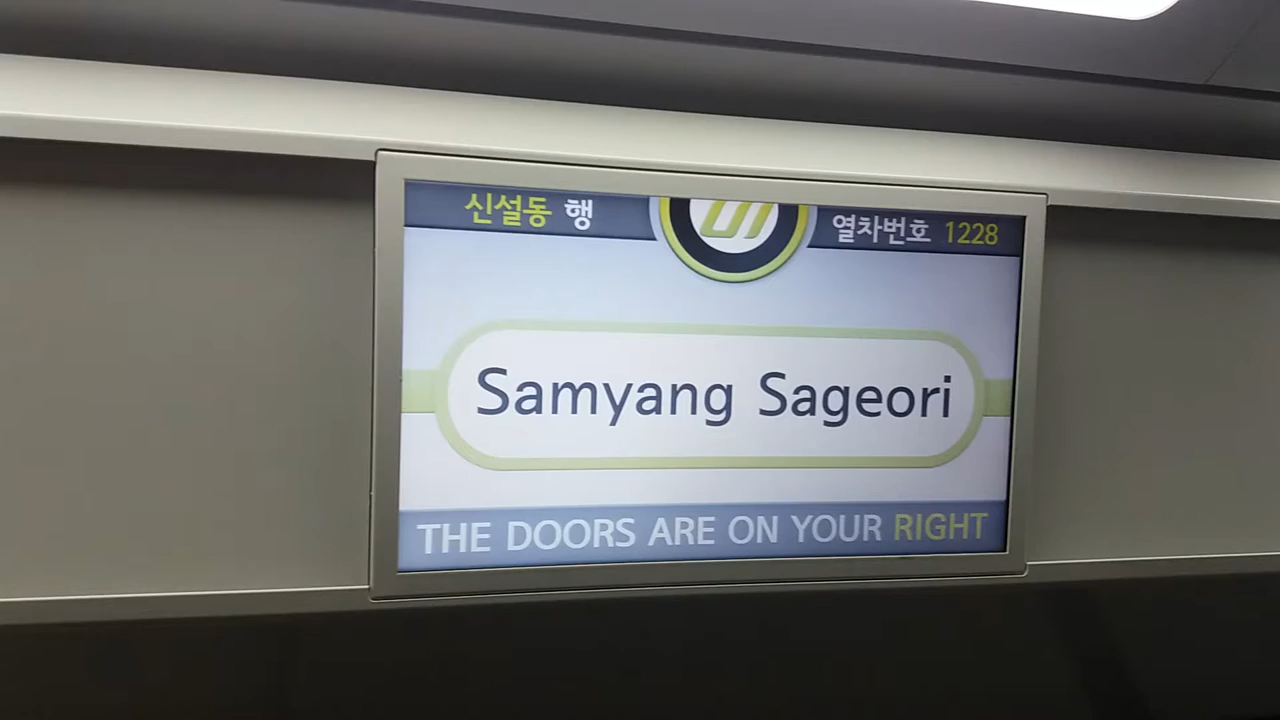 신설동 행
열차번호 1228
Samyang Sageori
THE DOORS ARE ON YOUR RIGHT